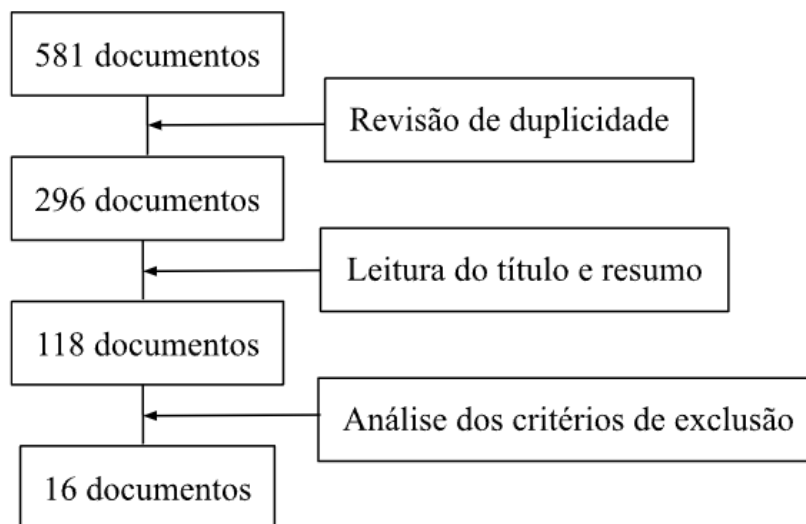 581 documentos
Revisão de duplicidade
296 documentos
Leitura do título e resumo
118 documentos
Análise dos critérios de exclusão
16 documentos